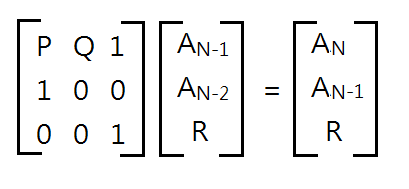 P Q 1 A_{N-1} A_N
1 0 0 A_{N-2} = A_{N-1}
0 0 1 R R